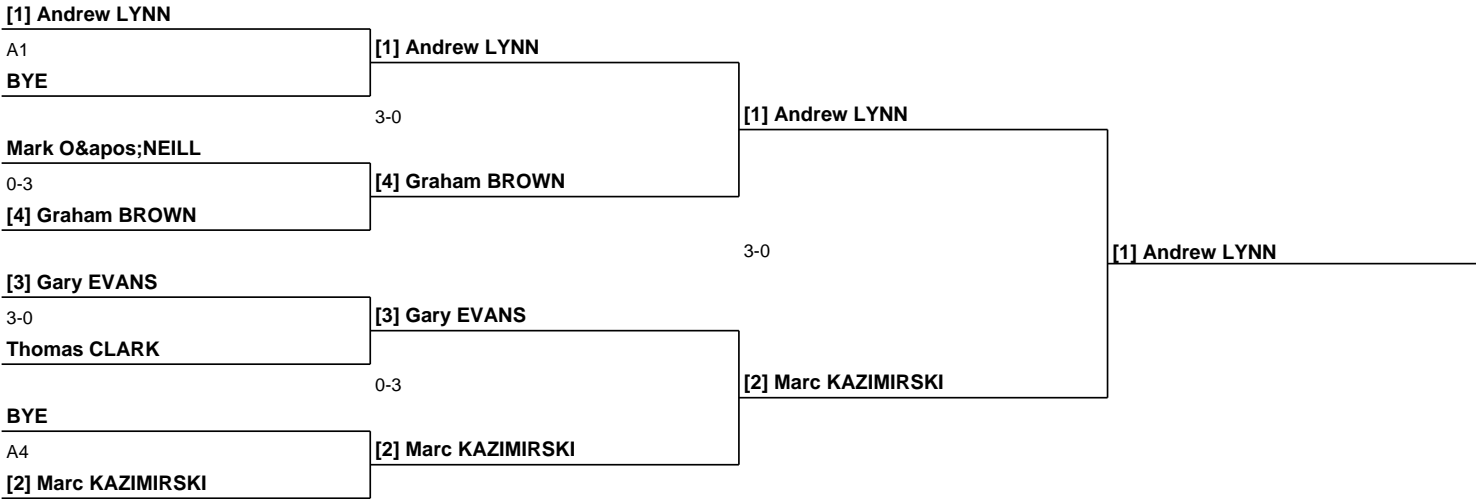 [1] Andrew LYNN
A1
BYE
[1] Andrew LYNN
3-0
Mark O&apos;NEILL
0-3
[4] Graham BROWN
[4] Graham BROWN
[1] Andrew LYNN
3-0
[3] Gary EVANS
3-0
Thomas CLARK
[3] Gary EVANS
0-3
BYE
A4
[2] Marc KAZIMIRSKI
[2] Marc KAZIMIRSKI
[2] Marc KAZIMIRSKI
[1] Andrew LYNN